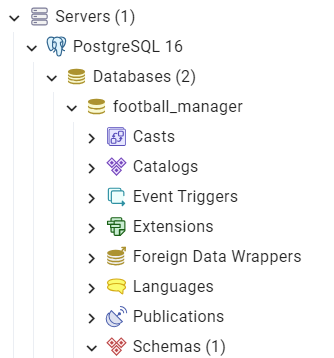 Servers (1)
PostgreSQL 16
Databases (2)
football_manager
Casts
Catalogs
Event Triggers
Extensions
Foreign Data Wrappers
Languages
Publications
Schemas (1)